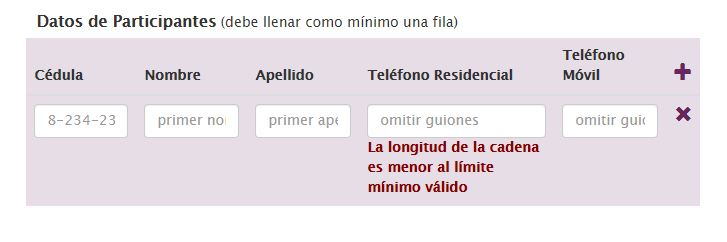 Datos de Participantes (debe llenar como mínimo una fila)
Cédula Nombre Apellido Teléfono Residencial Teléfono Móvil
8-234-23 primer no primer ape omitir guiones omitir guio
La longitud de la cadena
es menor al límite
mínimo válido